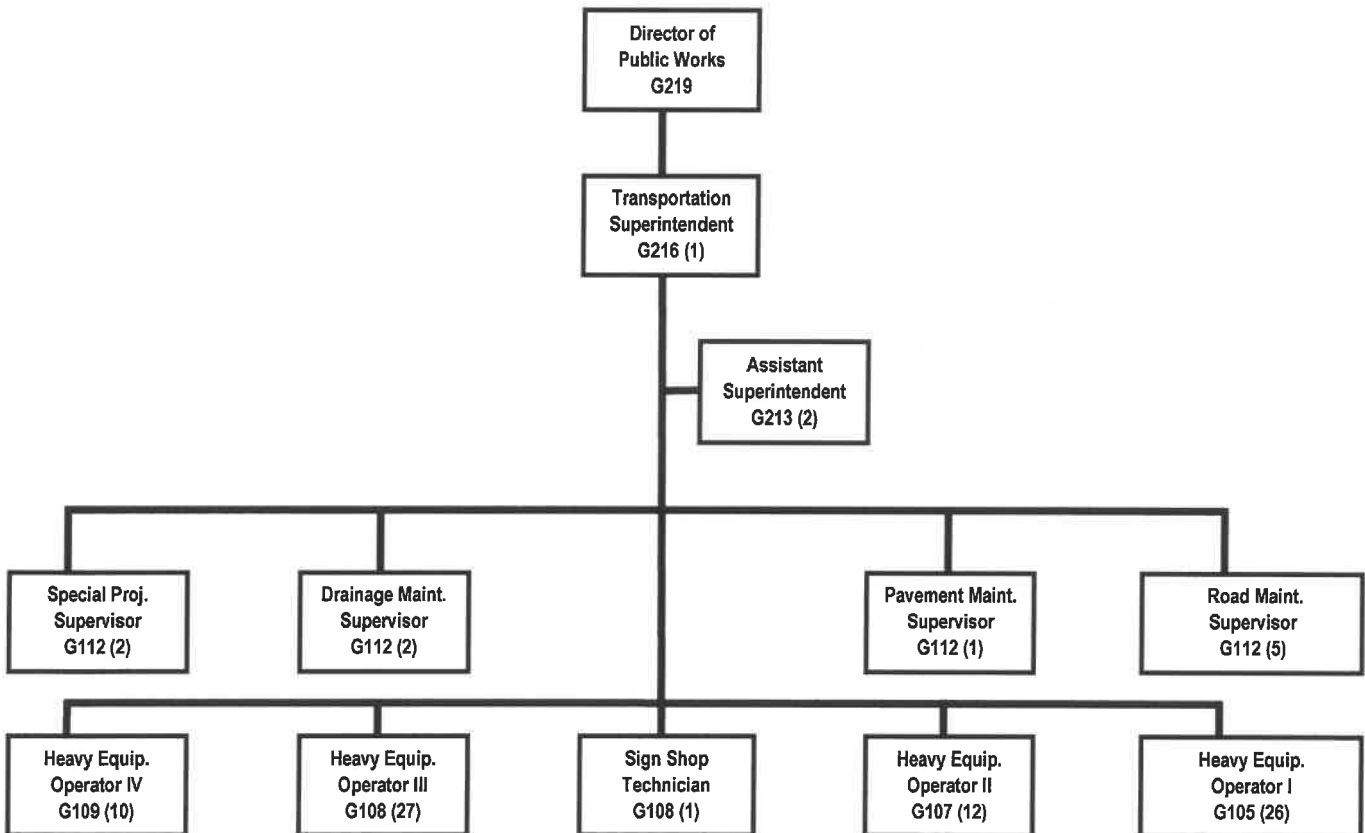 Director of
Public Works
G219
Transportation
Superintendent
G216 (1)
Assistant
Superintendent
G213 (2)
Special Proj.
Supervisor
G112 (2)
Drainage Maint.
Supervisor
G112 (2)
Pavement Maint.
Supervisor
G112 (1)
Road Maint.
Supervisor
G112 (5)
Heavy Equip.
Operator IV
G109 (10)
Heavy Equip.
Operator III
G108 (27)
Sign Shop
Technician
G108 (1)
Heavy Equip.
Operator II
G107 (12)
Heavy Equip.
Operator I
G105 (26)